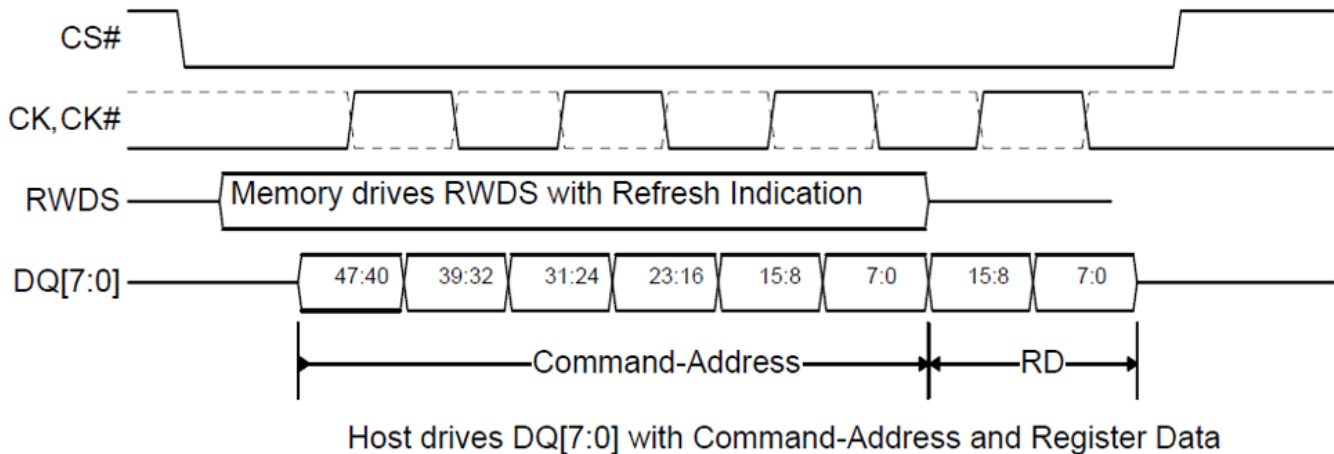 CS#
CK,CK#
RWDS Memory drives RWDS with Refresh Indication
DQ[7:0] 47:40 39:32 31:24 23:16 15:8 7:0 15:8 7:0
Command-Address RD
Host drives DQ[7:0] with Command-Address and Register Data